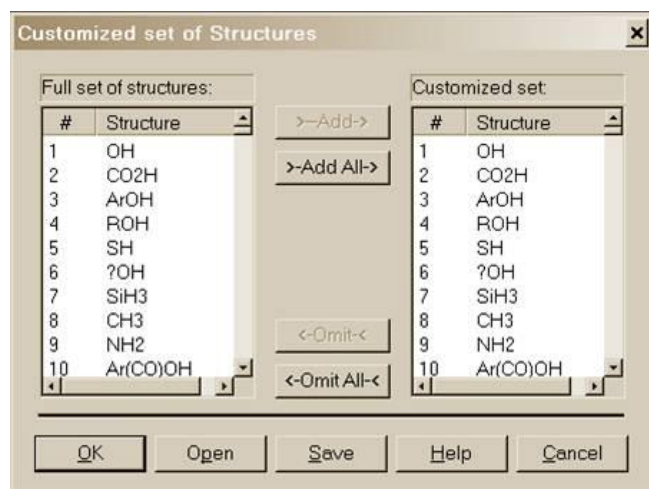 Customized set of Structures
Full set of structures:
# Structure
1 OH
2 CO2H
3 ArOH
4 ROH
5 SH
6 ?OH
7 SiH3
8 CH3
9 NH2
10 Ar(CO)OH
>-Add->
>-Add All->
<-Omit-<
<-Omit All-<
Customized set:
# Structure
1 OH
2 CO2H
3 ArOH
4 ROH
5 SH
6 ?OH
7 SiH3
8 CH3
9 NH2
10 Ar(CO)OH
OK Open Save Help Cancel